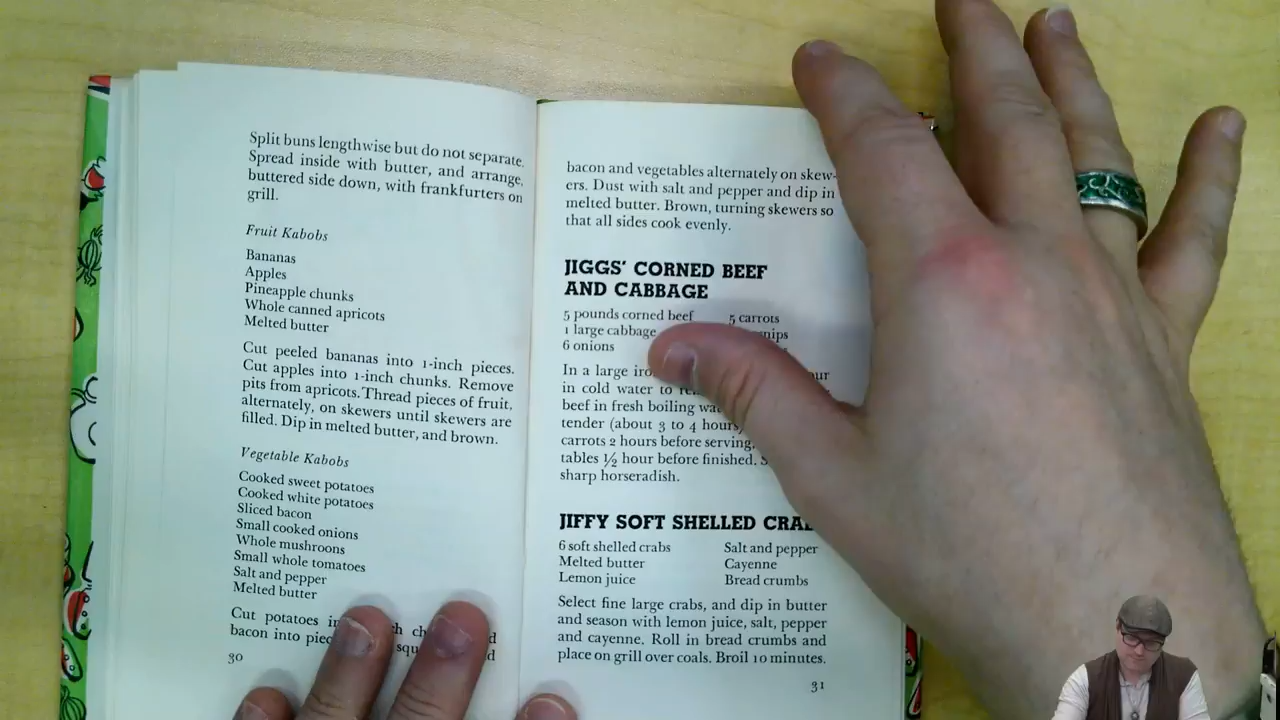 Split buns lengthwise but do not separate.
Spread inside with butter, and arrange,
buttered side down, with frankfurters on
grill.
Fruit Kabobs
Bananas
Apples
Pineapple chunks
Whole canned apricots
Melted butter
Cut peeled bananas into 1-inch pieces.
Cut apples into 1-inch chunks. Remove
pits from apricots. Thread pieces of fruit,
alternately, on skewers until skewers are
filled. Dip in melted butter, and brown.
Vegetable Kabobs
Cooked sweet potatoes
Cooked white potatoes
Sliced bacon
Small cooked onions
Whole mushrooms
Small whole tomatoes
Salt and pepper
Melted butter
Cut potatoes
bacon into
30
bacon and vegetables alternately on skew-
ers. Dust with salt and pepper and dip in
melted butter. Brown, turning skewers so
that all sides cook evenly.
JIGGS' CORNED BEEF
AND CABBAGE
5 pounds corned beef
1 large cabbage
6 onions
5 carrots
In a large
in cold water to
beef in fresh boiling
tender (about 3 to 4 hours)
carrots 2 hours before serving,
tables ½ hour before finished.
sharp horseradish.
JIFFY SOFT SHELLED
6 soft shelled crabs
Melted butter
Lemon juice
Salt and pepper
Cayenne
Bread crumbs
Select fine large crabs, and dip in butter
and season with lemon juice, salt, pepper
and cayenne. Roll in bread crumbs and
place on grill over coals. Broil 10 minutes.
31